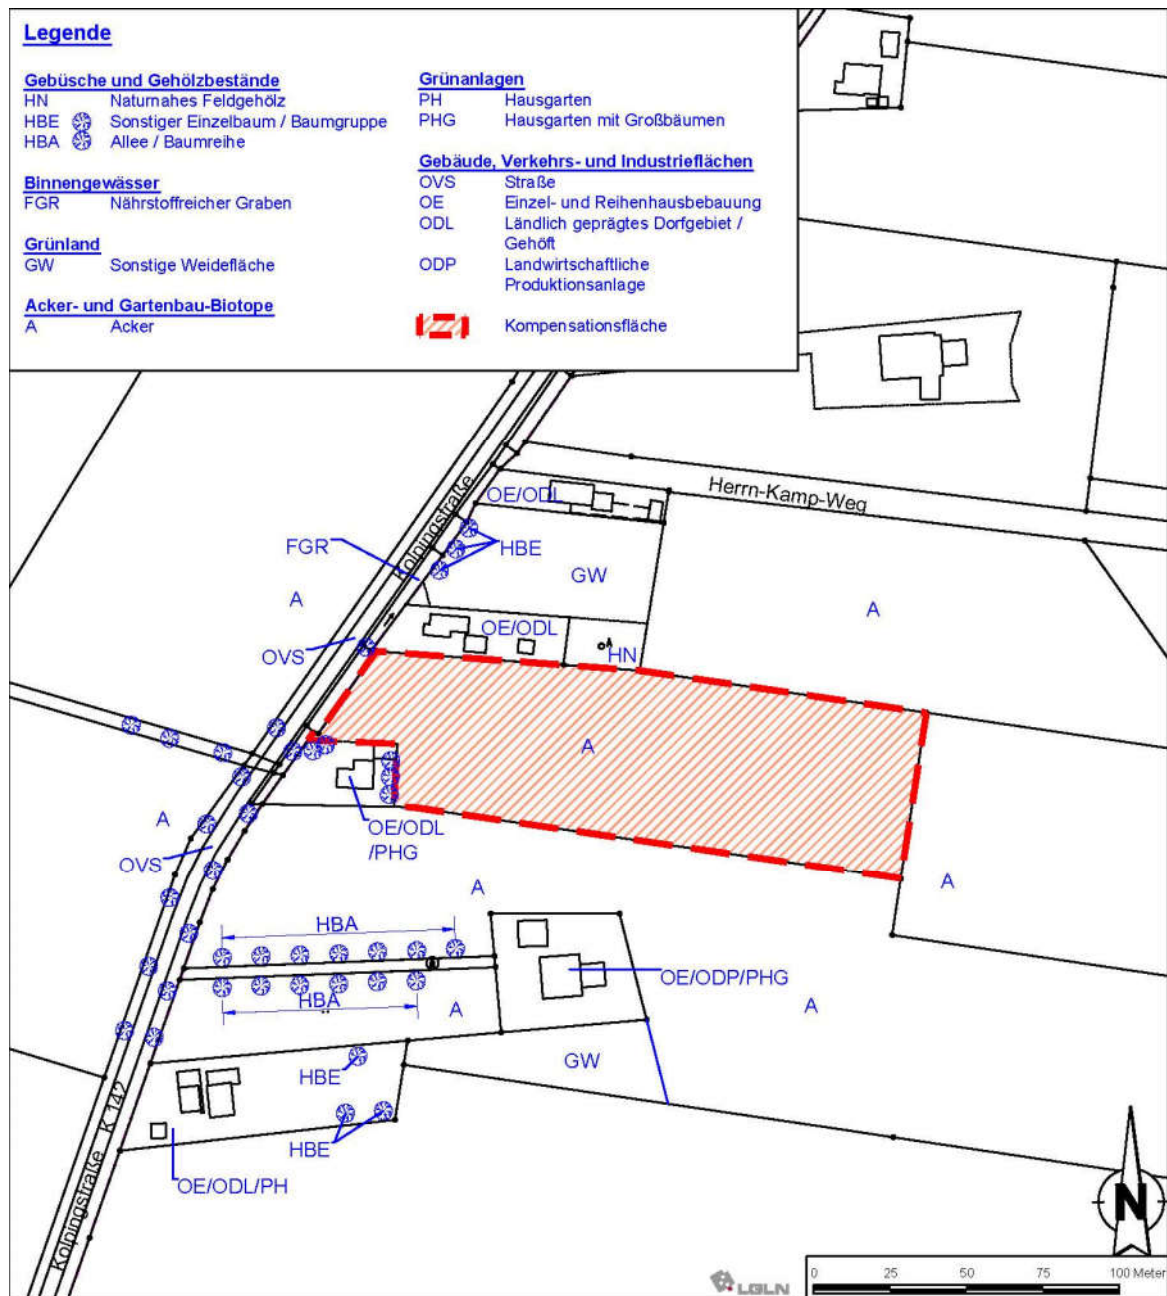 Legende
Gebüsche und Gehölzbestände
HN Naturnahes Feldgehölz
HBE Sonstiger Einzelbaum / Baumgruppe
HBA Allee / Baumreihe
Binnengewässer
FGR Nährstoffreicher Graben
Grünland
GW Sonstige Weidefläche
Acker- und Gartenbau-Biotope
A Acker
Grünanlagen
PH Hausgarten
PHG Hausgarten mit Großbäumen
Gebäude, Verkehrs- und Industrieflächen
OVS Straße
OE Einzel- und Reihenhausbebauung
ODL Ländlich geprägtes Dorfgebiet /
Gehöft
ODP Landwirtschaftliche
Produktionsanlage
Kompensationsfläche
Herrn-Kamp-Weg
OE/ODL
Kolpingstraße
HBE
FGR
GW
A
A
OE/ODL
OVS
HN
A
A
OE/ODL
/PHG
OVS
A
A
HBA
OE/ODP/PHG
HBA
A
A
GW
HBE
HBE
Kolpingstraße K 142
OE/ODL/PH
N
0 25 50 75 100 Meter
LGLN